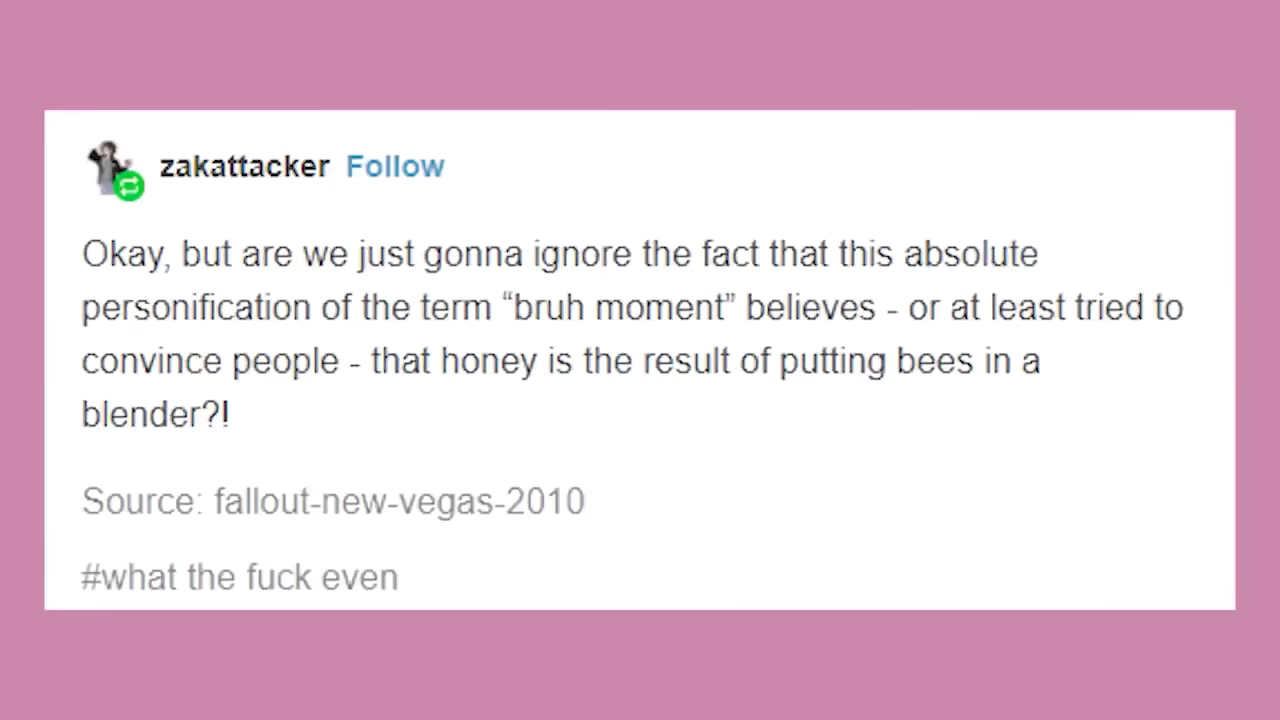 zakattacker Follow
Okay, but are we just gonna ignore the fact that this absolute
personification of the term “bruh moment” believes - or at least tried to
convince people - that honey is the result of putting bees in a
blender?!
Source: fallout-new-vegas-2010
#what the fuck even